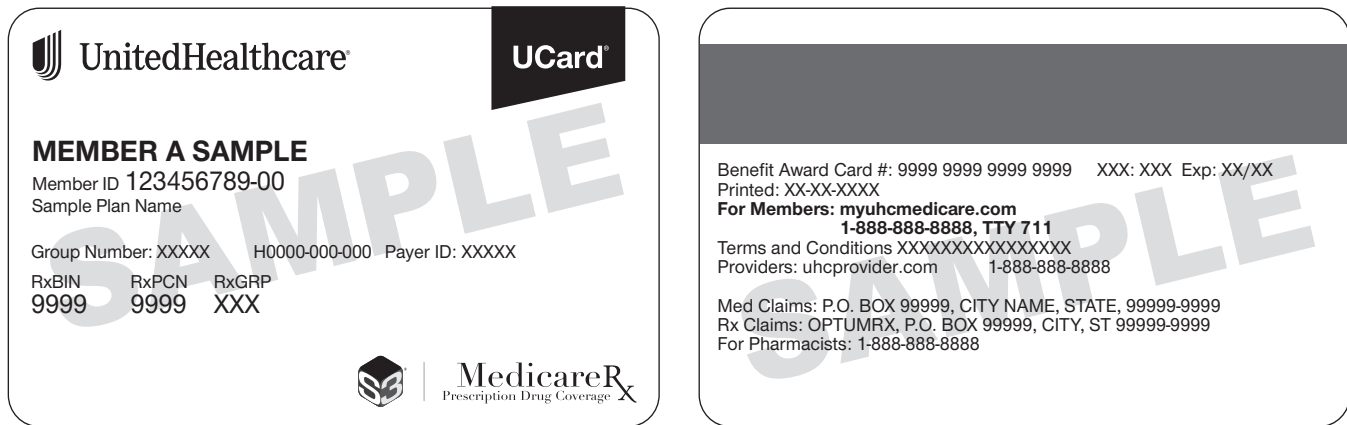 UnitedHealthcare®
UCard®
MEMBER A SAMPLE
Member ID 123456789-00
Sample Plan Name
Group Number: XXXXX H0000-000-000 Payer ID: XXXXX
RxBIN RxPCN RxGRP
9999 9999 XXX
S3®
MedicareRx
Prescription Drug Coverage
SAMPLE
Benefit Award Card #: 9999 9999 9999 9999 XXX: XXX Exp: XX/XX
Printed: XX-XX-XXXX
For Members: myuhcmedicare.com
1-888-888-8888, TTY 711
Terms and Conditions XXXXXXXXXXXXXXXX
Providers: uhcprovider.com 1-888-888-8888
Med Claims: P.O. BOX 99999, CITY NAME, STATE, 99999-9999
Rx Claims: OPTUMRX, P.O. BOX 99999, CITY, ST 99999-9999
For Pharmacists: 1-888-888-8888
SAMPLE